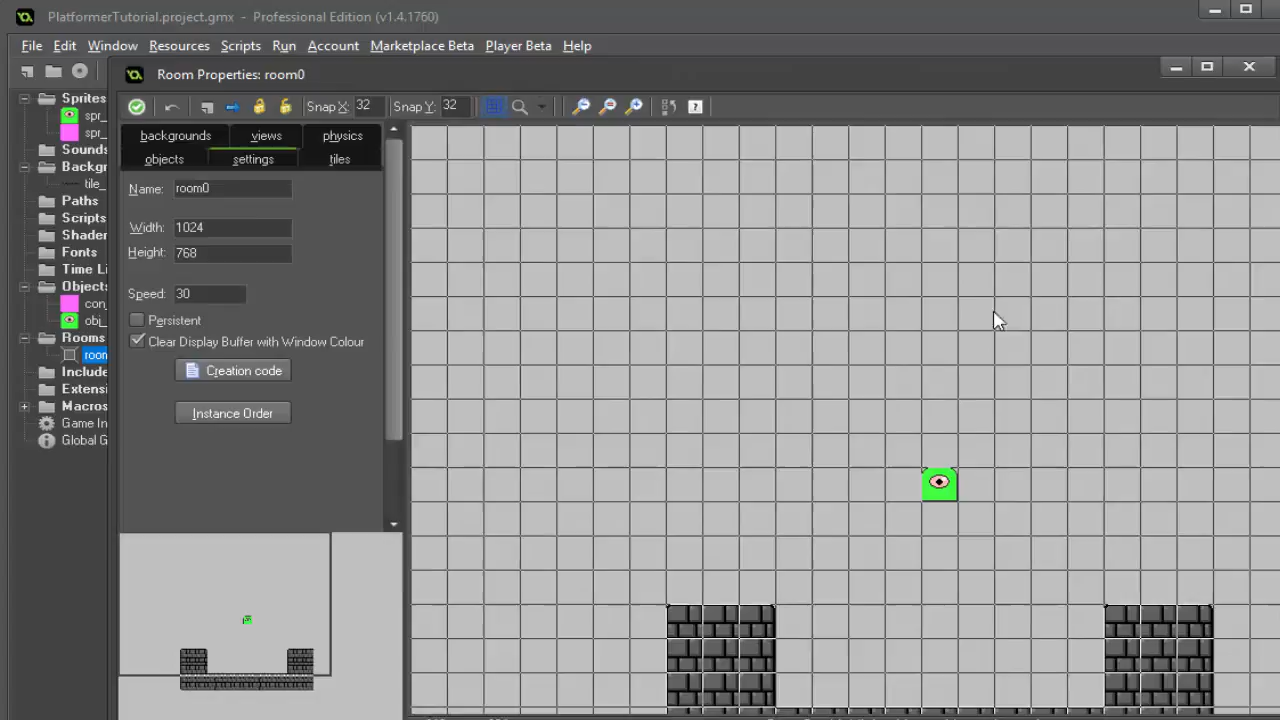 PlatformerTutorial.project.gmx - Professional Edition (v1.4.1760)
File Edit Window Resources Scripts Run Account Marketplace Beta Player Beta Help
Room Properties: room0
Snap X: 32 Snap Y: 32
backgrounds views physics
objects settings tiles
Name: room0
Width: 1024
Height: 768
Speed: 30
Persistent
Clear Display Buffer with Window Colour
Creation code
Instance Order
Sprites
spr_
spr_
Sounds
Backgr
tile_
Paths
Scripts
Shader
Fonts
Time Li
Objects
con_
obj_
Rooms
room
Include
Extensi
Macros
Game In
Global G